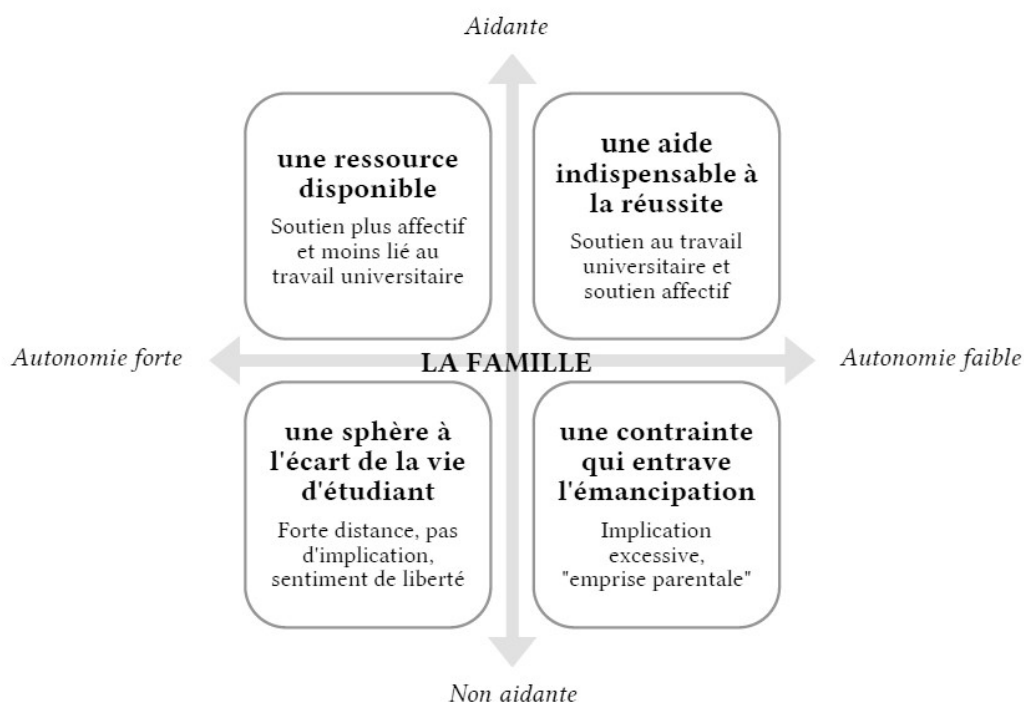 Aidante
une ressource
disponible
Soutien plus affectif
et moins lié au
travail universitaire
une aide
indispensable à
la réussite
Soutien au travail
universitaire et
soutien affectif
Autonomie forte
LA FAMILLE
Autonomie faible
une sphère à
l'écart de la vie
d'étudiant
Forte distance, pas
d'implication,
sentiment de liberté
une contrainte
qui entrave
l'émancipation
Implication
excessive,
"emprise parentale"
Non aidante